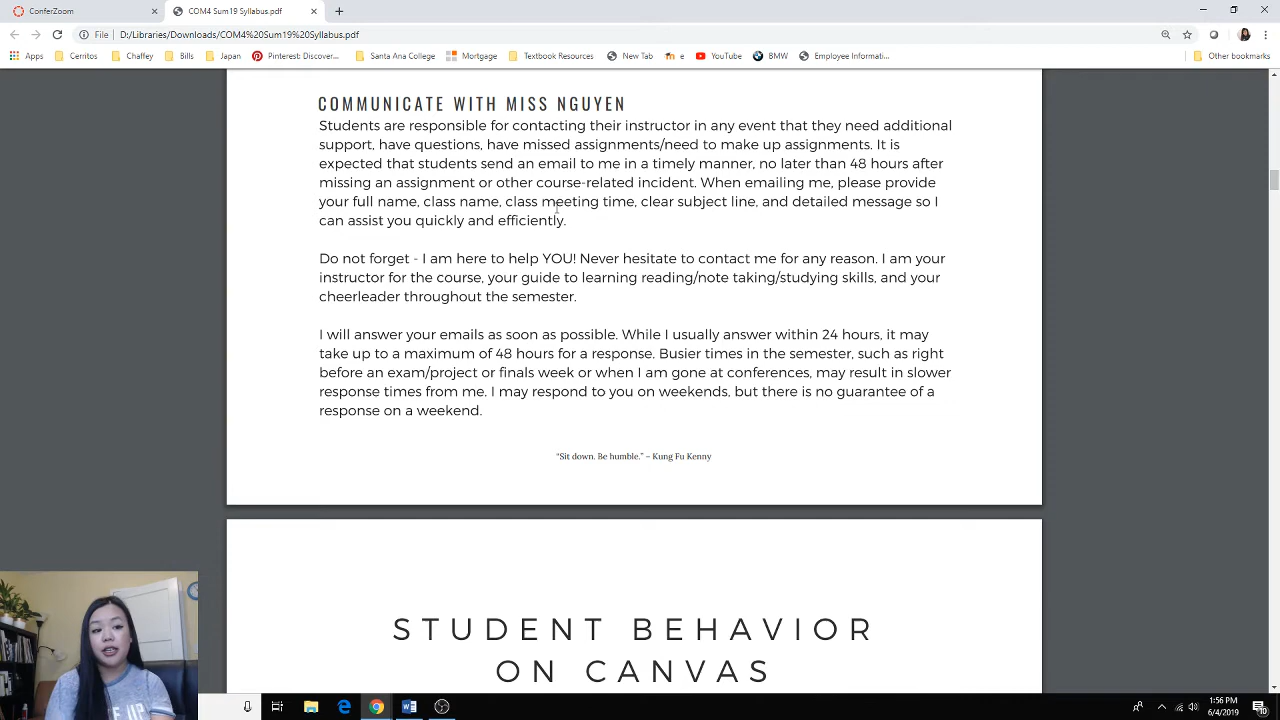 ConferZoom
COM4 Sum19 Syllabus.pdf
File
D:/Libraries/Downloads/COM4%20Sum19%20Syllabus.pdf
Apps Cerritos Chaffey Bills Japan Pinterest: Discover... Santa Ana College Mortgage Textbook Resources New Tab e YouTube BMW Employee Informati... Other bookmarks
COMMUNICATE WITH MISS NGUYEN
Students are responsible for contacting their instructor in any event that they need additional
support, have questions, have missed assignments/need to make up assignments. It is
expected that students send an email to me in a timely manner, no later than 48 hours after
missing an assignment or other course-related incident. When emailing me, please provide
your full name, class name, class meeting time, clear subject line, and detailed message so I
can assist you quickly and efficiently.
Do not forget - I am here to help YOU! Never hesitate to contact me for any reason. I am your
instructor for the course, your guide to learning reading/note taking/studying skills, and your
cheerleader throughout the semester.
I will answer your emails as soon as possible. While I usually answer within 24 hours, it may
take up to a maximum of 48 hours for a response. Busier times in the semester, such as right
before an exam/project or finals week or when I am gone at conferences, may result in slower
response times from me. I may respond to you on weekends, but there is no guarantee of a
response on a weekend.
"Sit down. Be humble." – Kung Fu Kenny
STUDENT BEHAVIOR
ON CANVAS
1:56 PM
6/4/2019